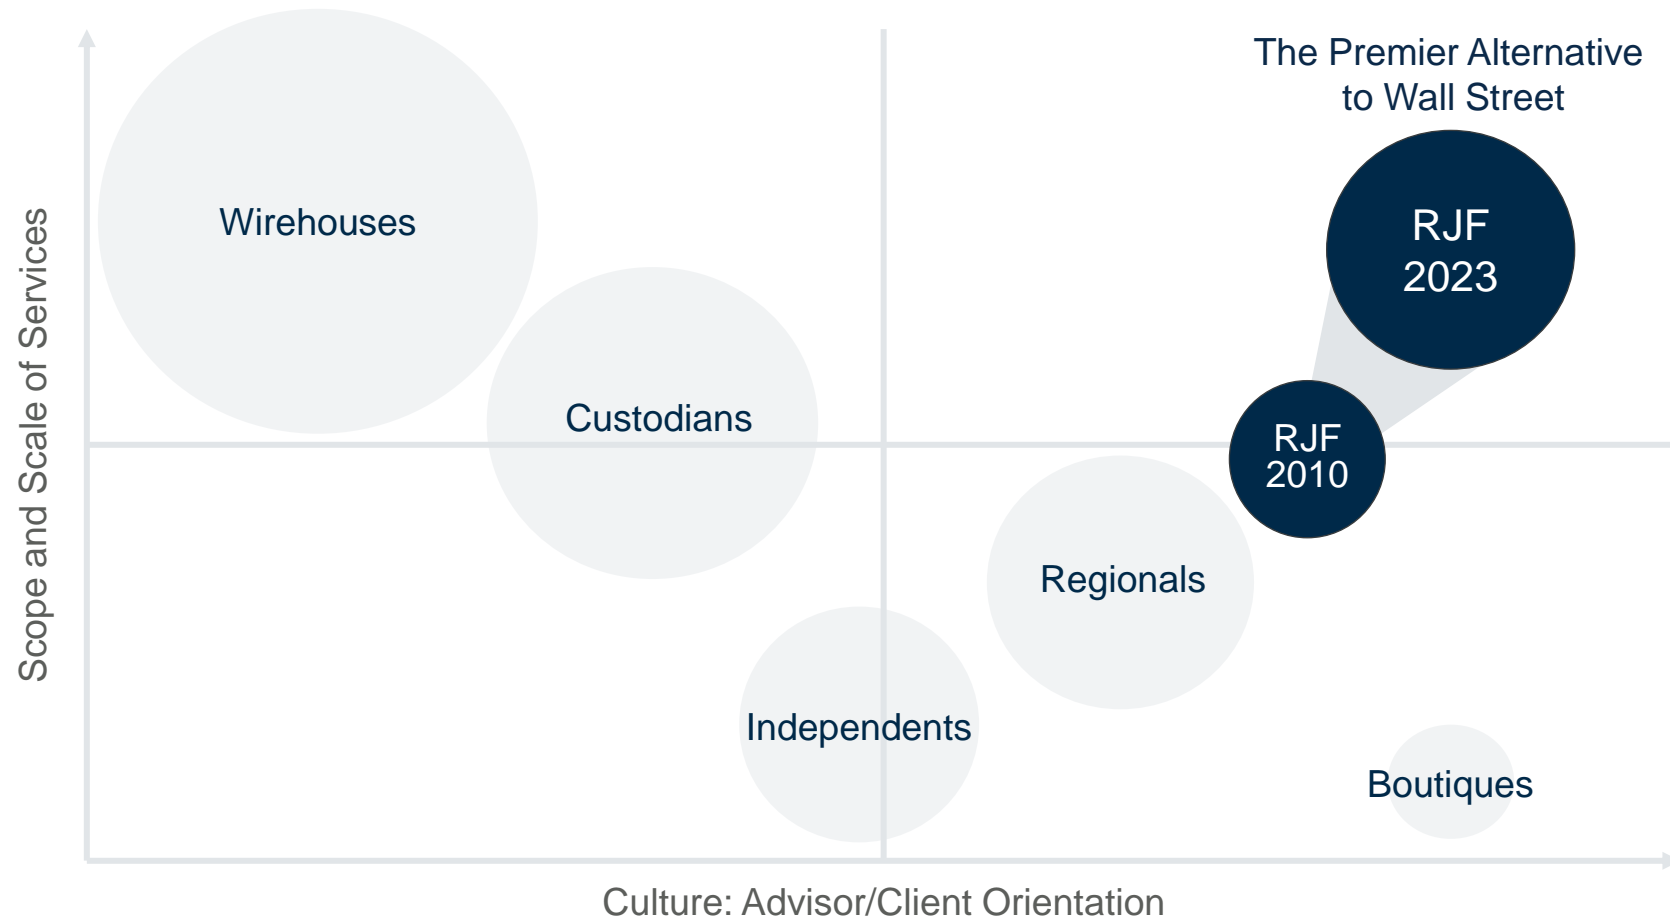 The Premier Alternative
to Wall Street
Wirehouses
RJF
2023
Scope and Scale of Services
Custodians
RJF
2010
Regionals
Independents
Boutiques
Culture: Advisor/Client Orientation